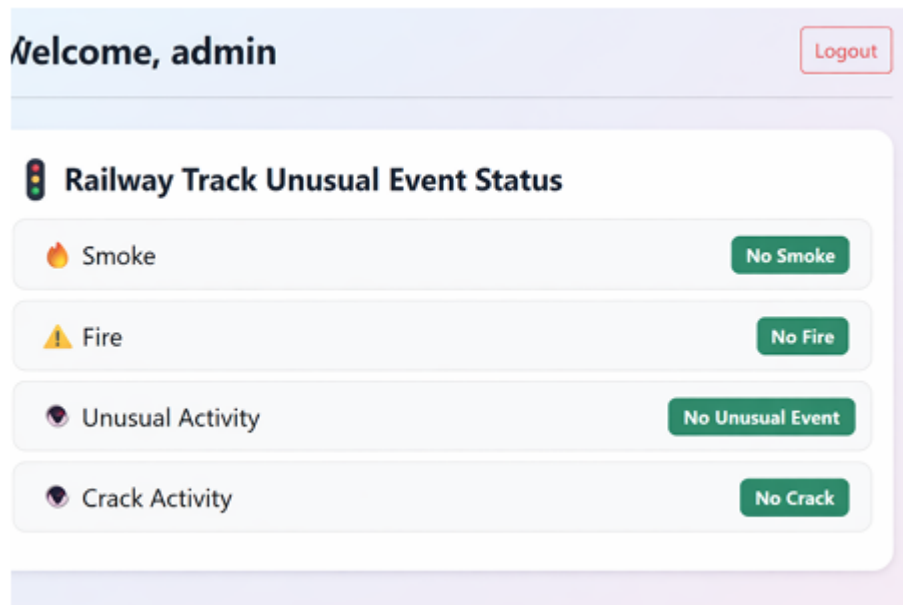 Welcome, admin
Logout
Railway Track Unusual Event Status
Smoke
No Smoke
Fire
No Fire
Unusual Activity
No Unusual Event
Crack Activity
No Crack